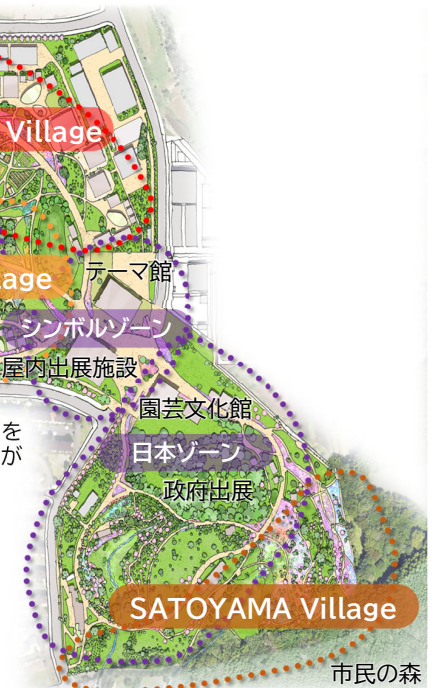 Village
テーマ館
lage
シンボルゾーン
屋内出展施設
園芸文化館
を
が
日本ゾーン
政府出展
SATOYAMA Village
市民の森